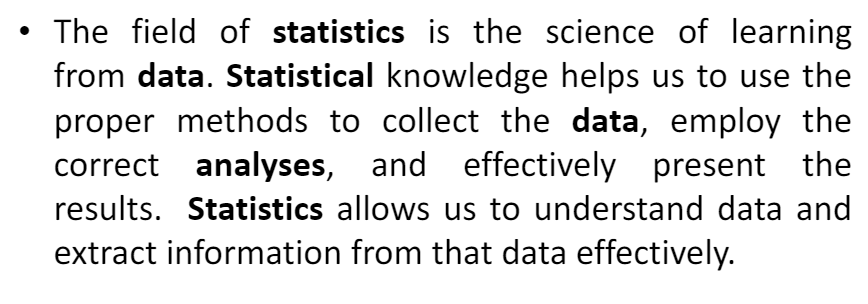 • The field of statistics is the science of learning
from data. Statistical knowledge helps us to use the
proper methods to collect the data, employ the
correct analyses, and effectively present the
results. Statistics allows us to understand data and
extract information from that data effectively.